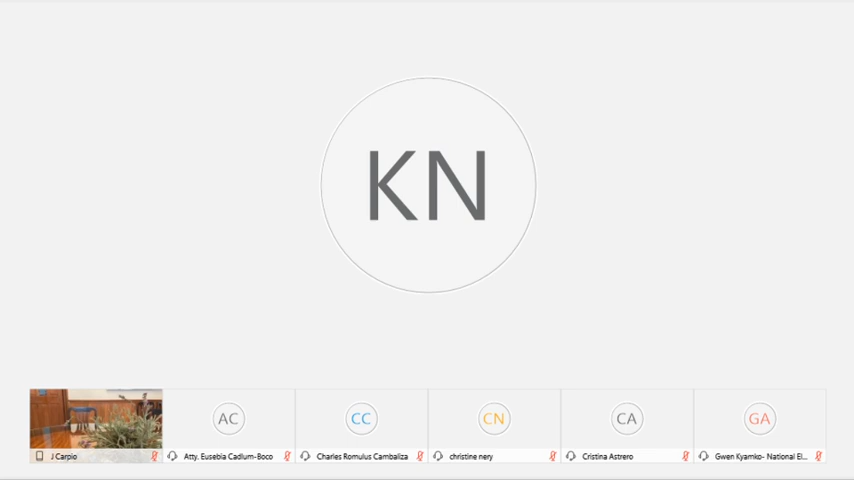 KN
AC
CC
CN
CA
GA
J Carpio
Atty. Eusebia Cadlum-Boco
Charles Romulus Cambaliza
christine nery
Cristina Astrero
Gwen Kyamko- National El...